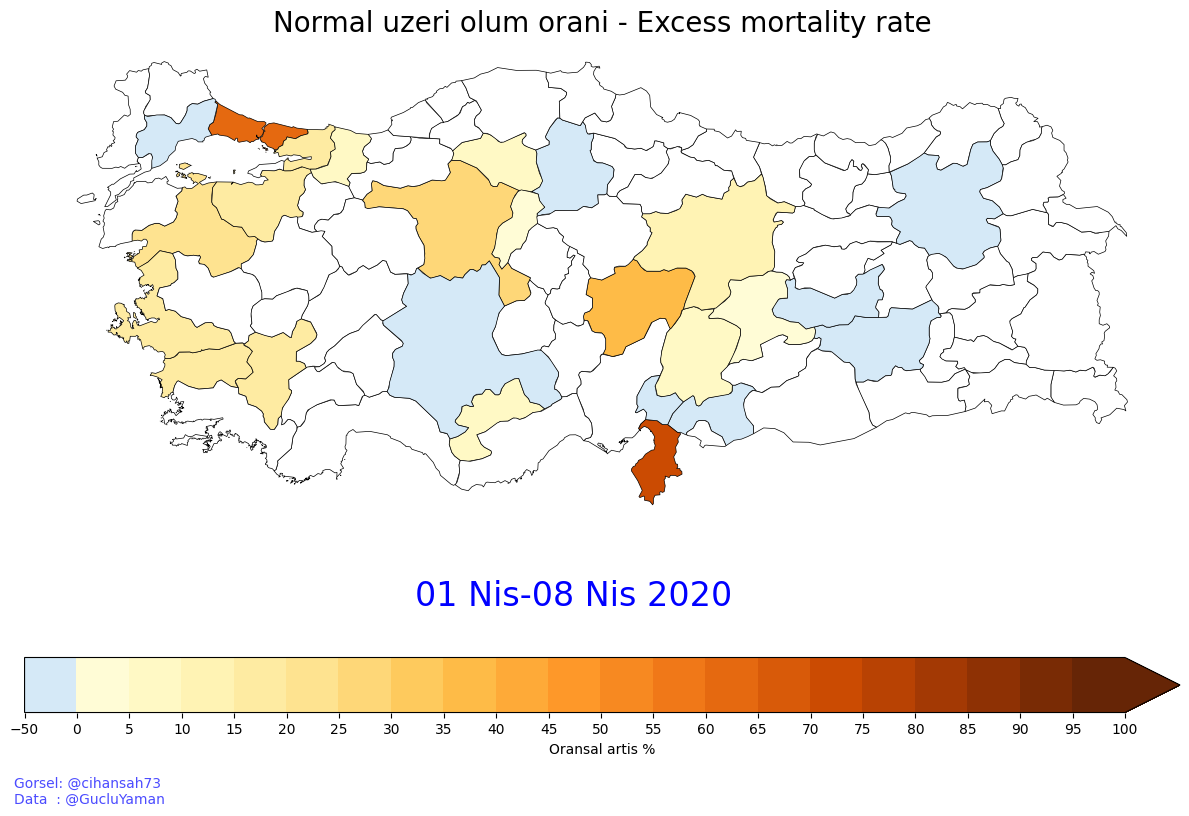 Normal uzeri olum orani - Excess mortality rate
01 Nis-08 Nis 2020
−50 0 5 10 15 20 25 30 35 40 45 50 55 60 65 70 75 80 85 90 95 100
Oransal artis %
Gorsel: @cihansah73
Data : @GucluYaman